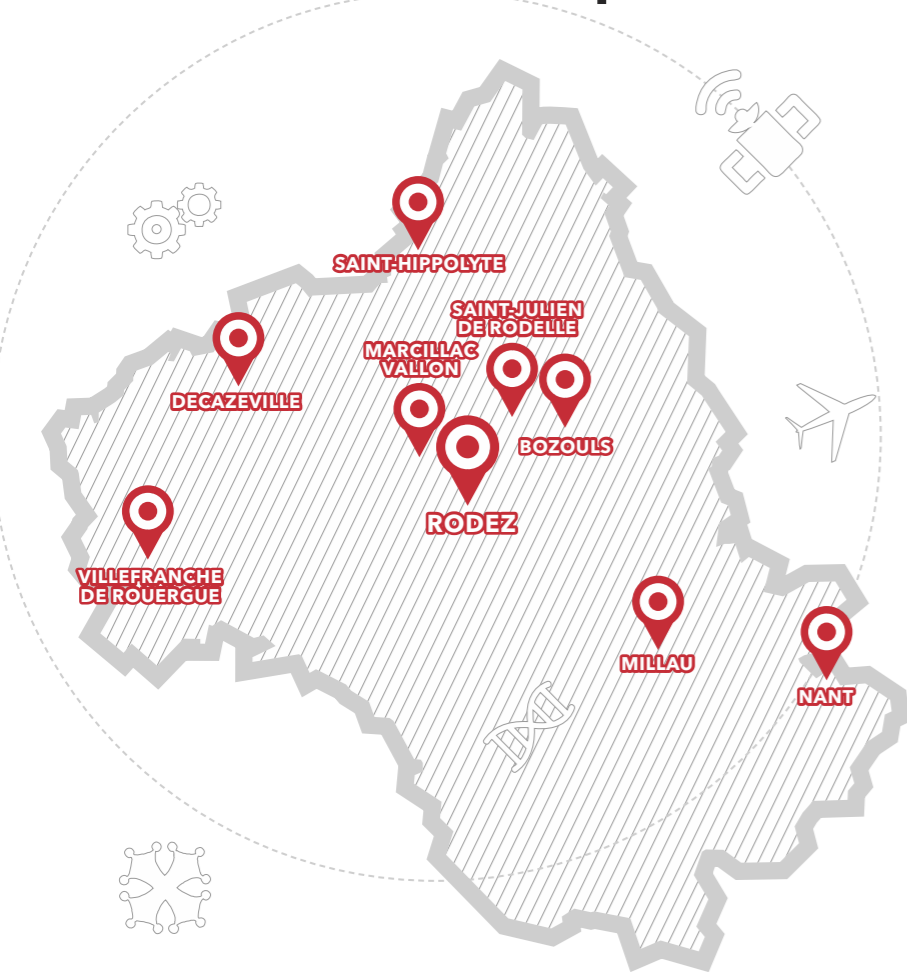 SAINT-HIPPOLYTE
SAINT-JULIEN
DE RODELLE
MARCILLAC
VALLON
DECAZEVILLE
BOZOULS
RODEZ
VILLEFRANCHE
DE ROUERGUE
MILLAU
NANT